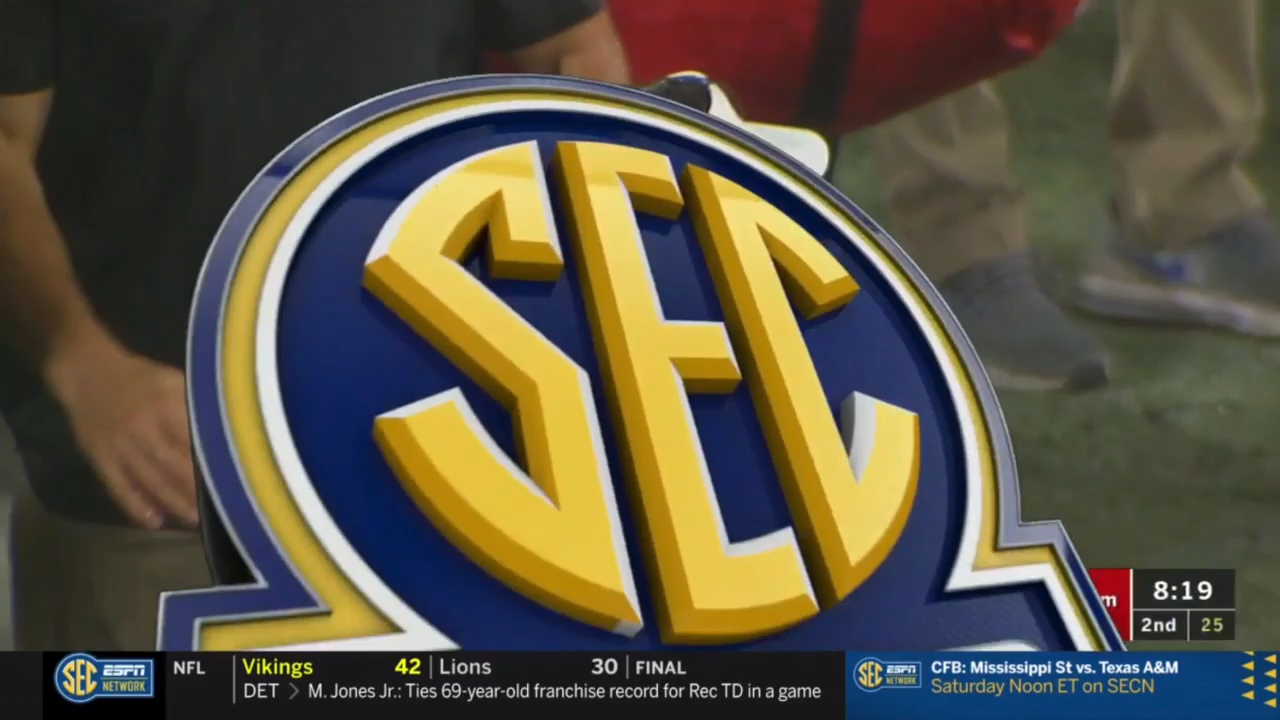 SEC
m
8:19
2nd 25
SEC ESPN NETWORK NFL Vikings 42 Lions 30 FINAL
DET > M. Jones Jr.: Ties 69-year-old franchise record for Rec TD in a game
SEC ESPN NETWORK CFB: Mississippi St vs. Texas A&M
Saturday Noon ET on SECN